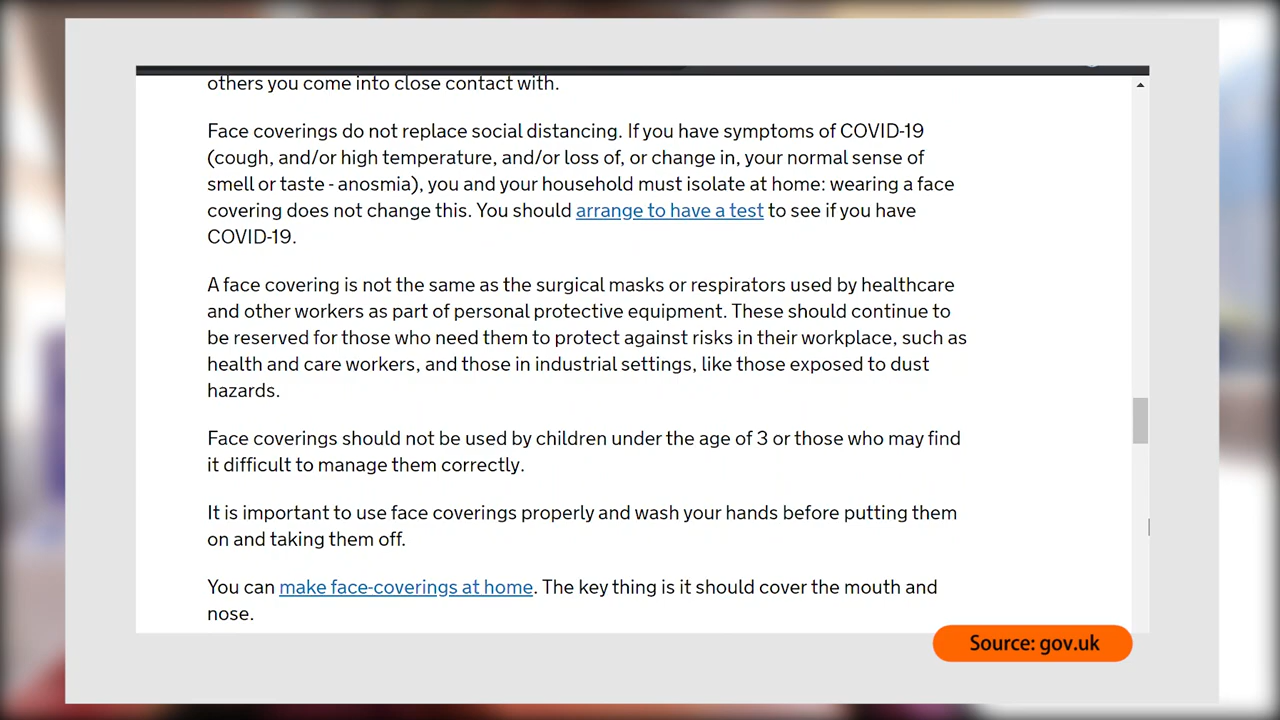 others you come into close contact with.
Face coverings do not replace social distancing. If you have symptoms of COVID-19
(cough, and/or high temperature, and/or loss of, or change in, your normal sense of
smell or taste - anosmia), you and your household must isolate at home: wearing a face
covering does not change this. You should arrange to have a test to see if you have
COVID-19.
A face covering is not the same as the surgical masks or respirators used by healthcare
and other workers as part of personal protective equipment. These should continue to
be reserved for those who need them to protect against risks in their workplace, such as
health and care workers, and those in industrial settings, like those exposed to dust
hazards.
Face coverings should not be used by children under the age of 3 or those who may find
it difficult to manage them correctly.
It is important to use face coverings properly and wash your hands before putting them
on and taking them off.
You can make face-coverings at home. The key thing is it should cover the mouth and
nose.
Source: gov.uk